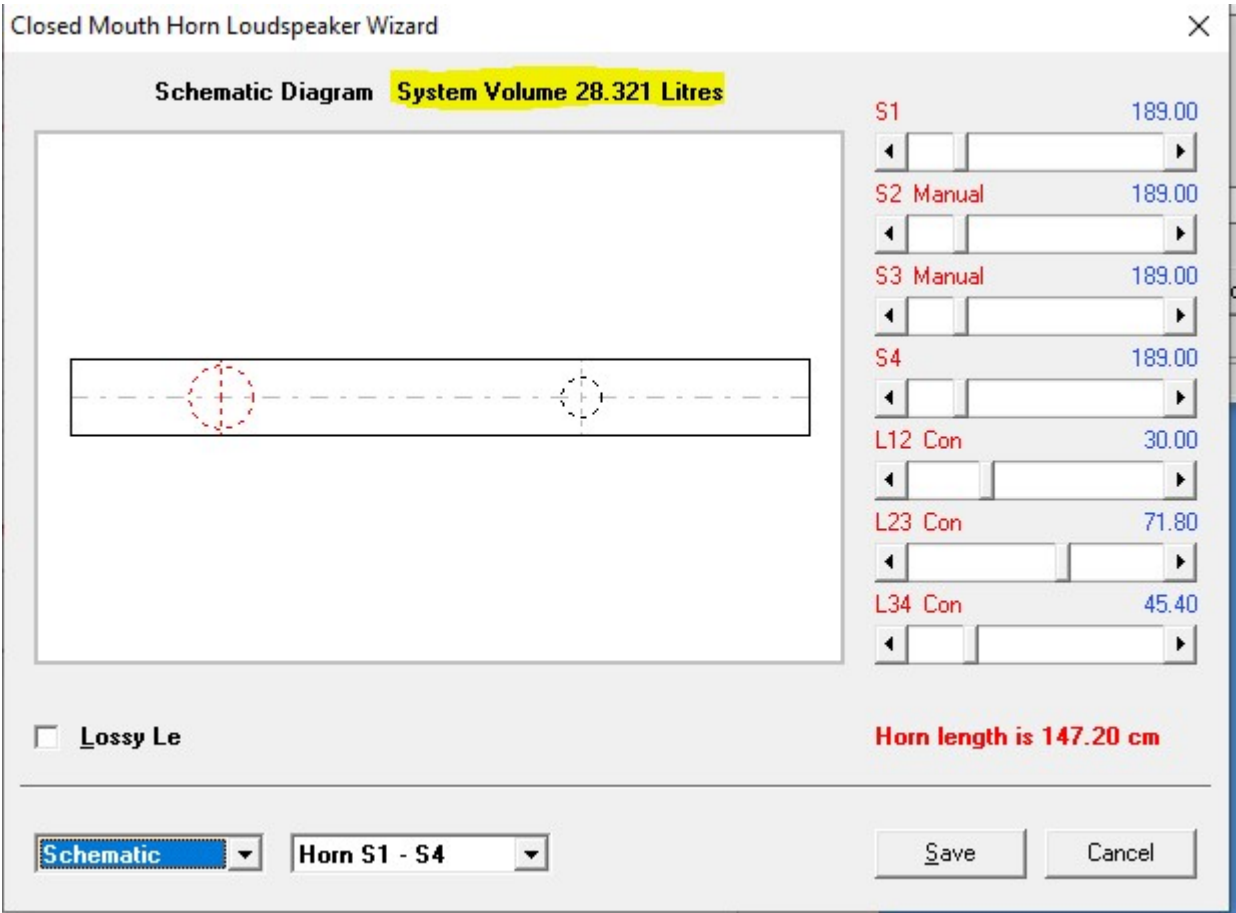 Closed Mouth Horn Loudspeaker Wizard
Schematic Diagram System Volume 28.321 Litres
S1 189.00
S2 Manual 189.00
S3 Manual 189.00
S4 189.00
L12 Con 30.00
L23 Con 71.80
L34 Con 45.40
Lossy Le
Horn length is 147.20 cm
Schematic
Horn S1 - S4
Save
Cancel